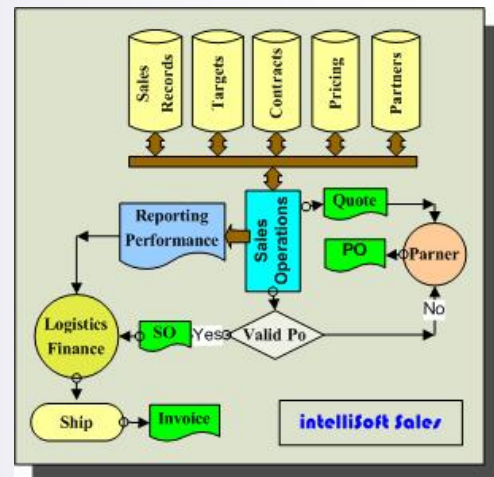 Sales
Records
Targets
Contracts
Pricing
Partners
Reporting
Performance
Sales
Operations
Quote
PO
Parner
No
Logistics
Finance
SO
Yes
Valid Po
Ship
Invoice
intelliSoft Sales